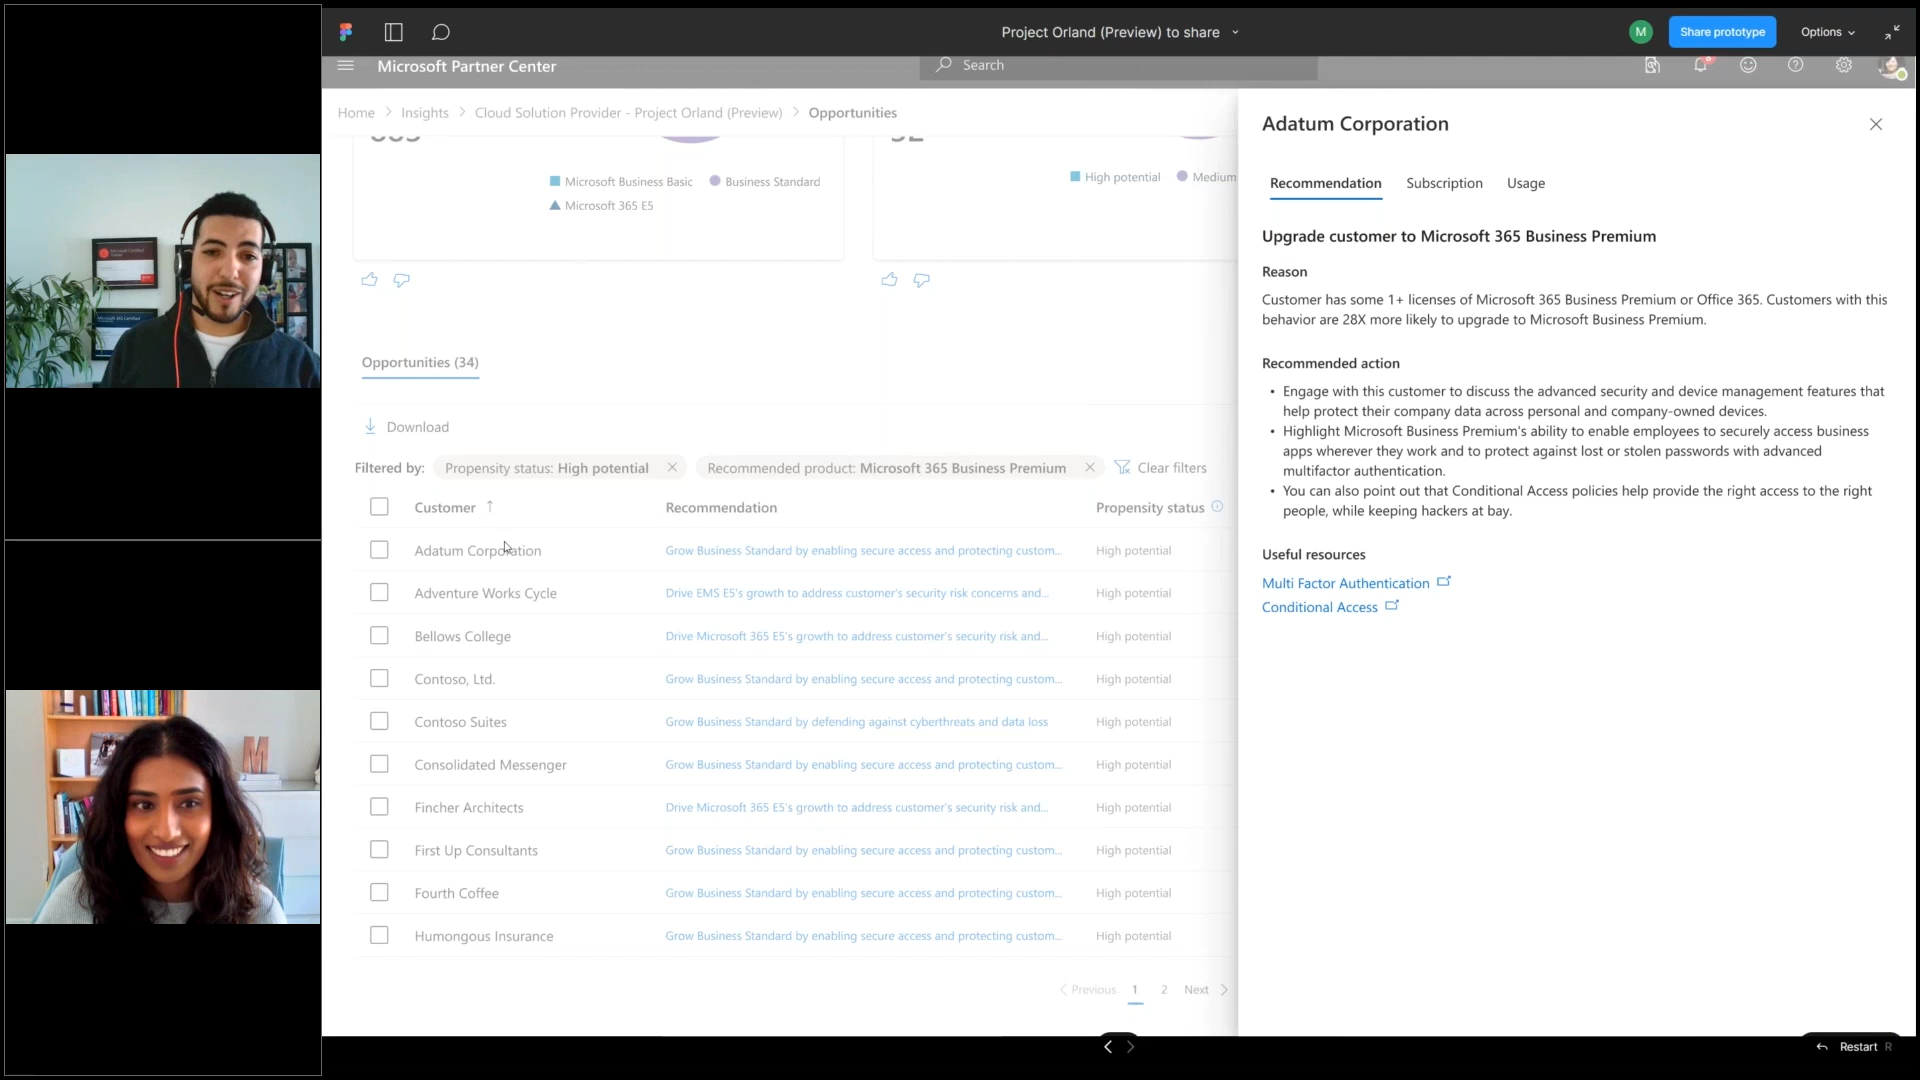 Project Orland (Preview) to share
M
Share prototype
Options
Microsoft Partner Center
Search
Home > Insights > Cloud Solution Provider - Project Orland (Preview) > Opportunities
Microsoft Business Basic
Business Standard
Microsoft 365 E5
High potential
Medium
Opportunities (34)
Download
Filtered by:
Propensity status: High potential
Recommended product: Microsoft 365 Business Premium
Clear filters
Customer
Recommendation
Propensity status
Adatum Corporation
Grow Business Standard by enabling secure access and protecting custom...
High potential
Adventure Works Cycle
Drive EMS E5's growth to address customer's security risk concerns and...
High potential
Bellows College
Drive Microsoft 365 E5's growth to address customer's security risk and...
High potential
Contoso, Ltd.
Grow Business Standard by enabling secure access and protecting custom...
High potential
Contoso Suites
Grow Business Standard by defending against cyberthreats and data loss
High potential
Consolidated Messenger
Grow Business Standard by enabling secure access and protecting custom...
High potential
Fincher Architects
Drive Microsoft 365 E5's growth to address customer's security risk and...
High potential
First Up Consultants
Grow Business Standard by enabling secure access and protecting custom...
High potential
Fourth Coffee
Grow Business Standard by enabling secure access and protecting custom...
High potential
Humongous Insurance
Grow Business Standard by enabling secure access and protecting custom...
High potential
Previous
1
2
Next
Adatum Corporation
Recommendation
Subscription
Usage
Upgrade customer to Microsoft 365 Business Premium
Reason
Customer has some 1+ licenses of Microsoft 365 Business Premium or Office 365. Customers with this
behavior are 28X more likely to upgrade to Microsoft Business Premium.
Recommended action
• Engage with this customer to discuss the advanced security and device management features that
help protect their company data across personal and company-owned devices.
• Highlight Microsoft Business Premium's ability to enable employees to securely access business
apps wherever they work and to protect against lost or stolen passwords with advanced
multifactor authentication.
• You can also point out that Conditional Access policies help provide the right access to the right
people, while keeping hackers at bay.
Useful resources
Multi Factor Authentication
Conditional Access
Restart R
M